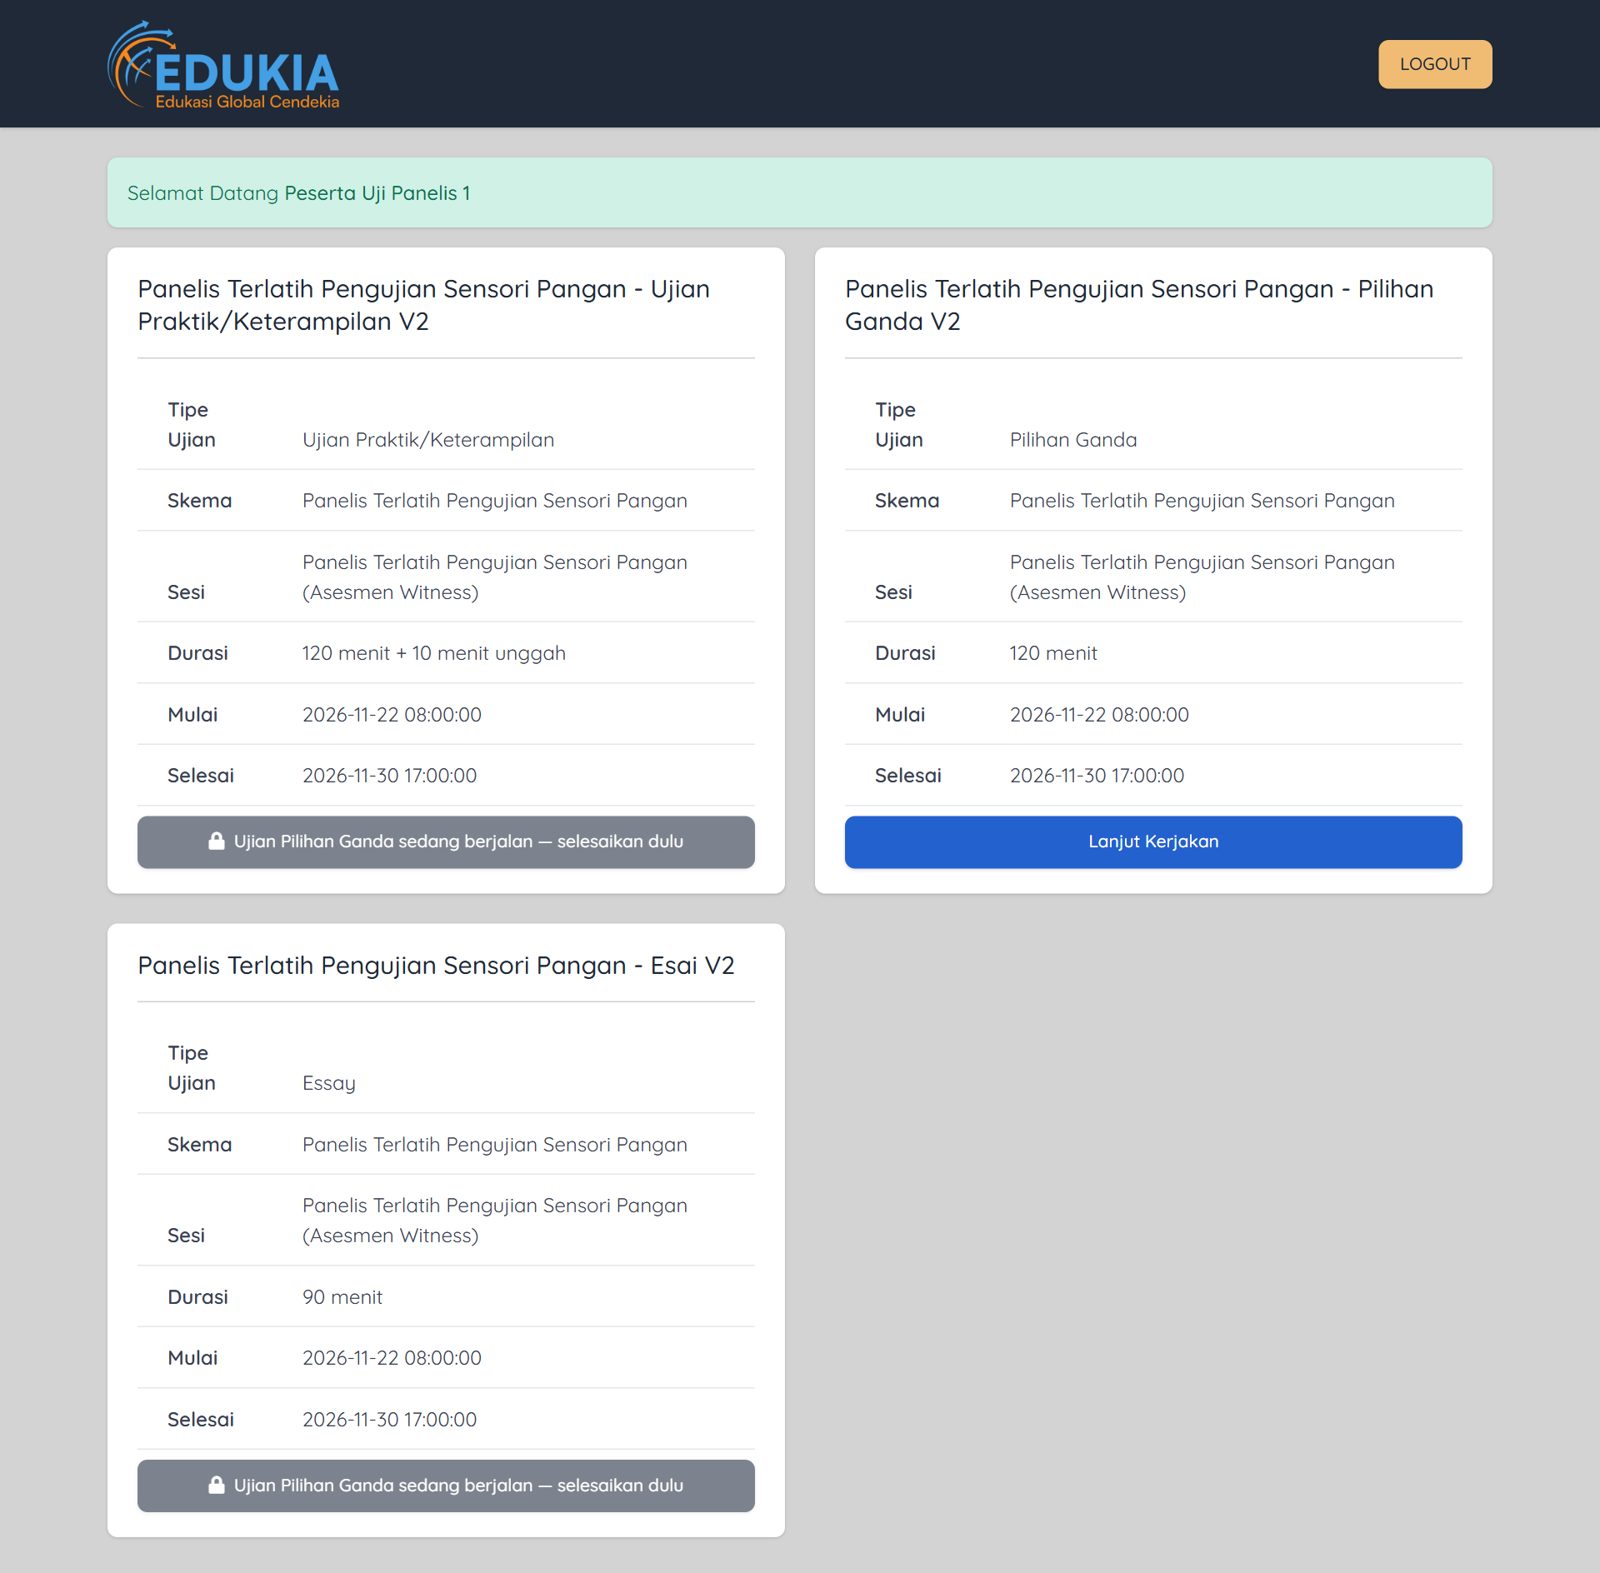 EDUKIA
Edukasi Global Cendekia
LOGOUT
Selamat Datang Peserta Uji Panelis 1
Panelis Terlatih Pengujian Sensori Pangan - Ujian
Praktik/Keterampilan V2
Tipe
Ujian Ujian Praktik/Keterampilan
Skema Panelis Terlatih Pengujian Sensori Pangan
Panelis Terlatih Pengujian Sensori Pangan
Sesi (Asesmen Witness)
Durasi 120 menit + 10 menit unggah
Mulai 2026-11-22 08:00:00
Selesai 2026-11-30 17:00:00
Ujian Pilihan Ganda sedang berjalan — selesaikan dulu
Panelis Terlatih Pengujian Sensori Pangan - Pilihan
Ganda V2
Tipe
Ujian Pilihan Ganda
Skema Panelis Terlatih Pengujian Sensori Pangan
Panelis Terlatih Pengujian Sensori Pangan
Sesi (Asesmen Witness)
Durasi 120 menit
Mulai 2026-11-22 08:00:00
Selesai 2026-11-30 17:00:00
Lanjut Kerjakan
Panelis Terlatih Pengujian Sensori Pangan - Esai V2
Tipe
Ujian Essay
Skema Panelis Terlatih Pengujian Sensori Pangan
Panelis Terlatih Pengujian Sensori Pangan
Sesi (Asesmen Witness)
Durasi 90 menit
Mulai 2026-11-22 08:00:00
Selesai 2026-11-30 17:00:00
Ujian Pilihan Ganda sedang berjalan — selesaikan dulu